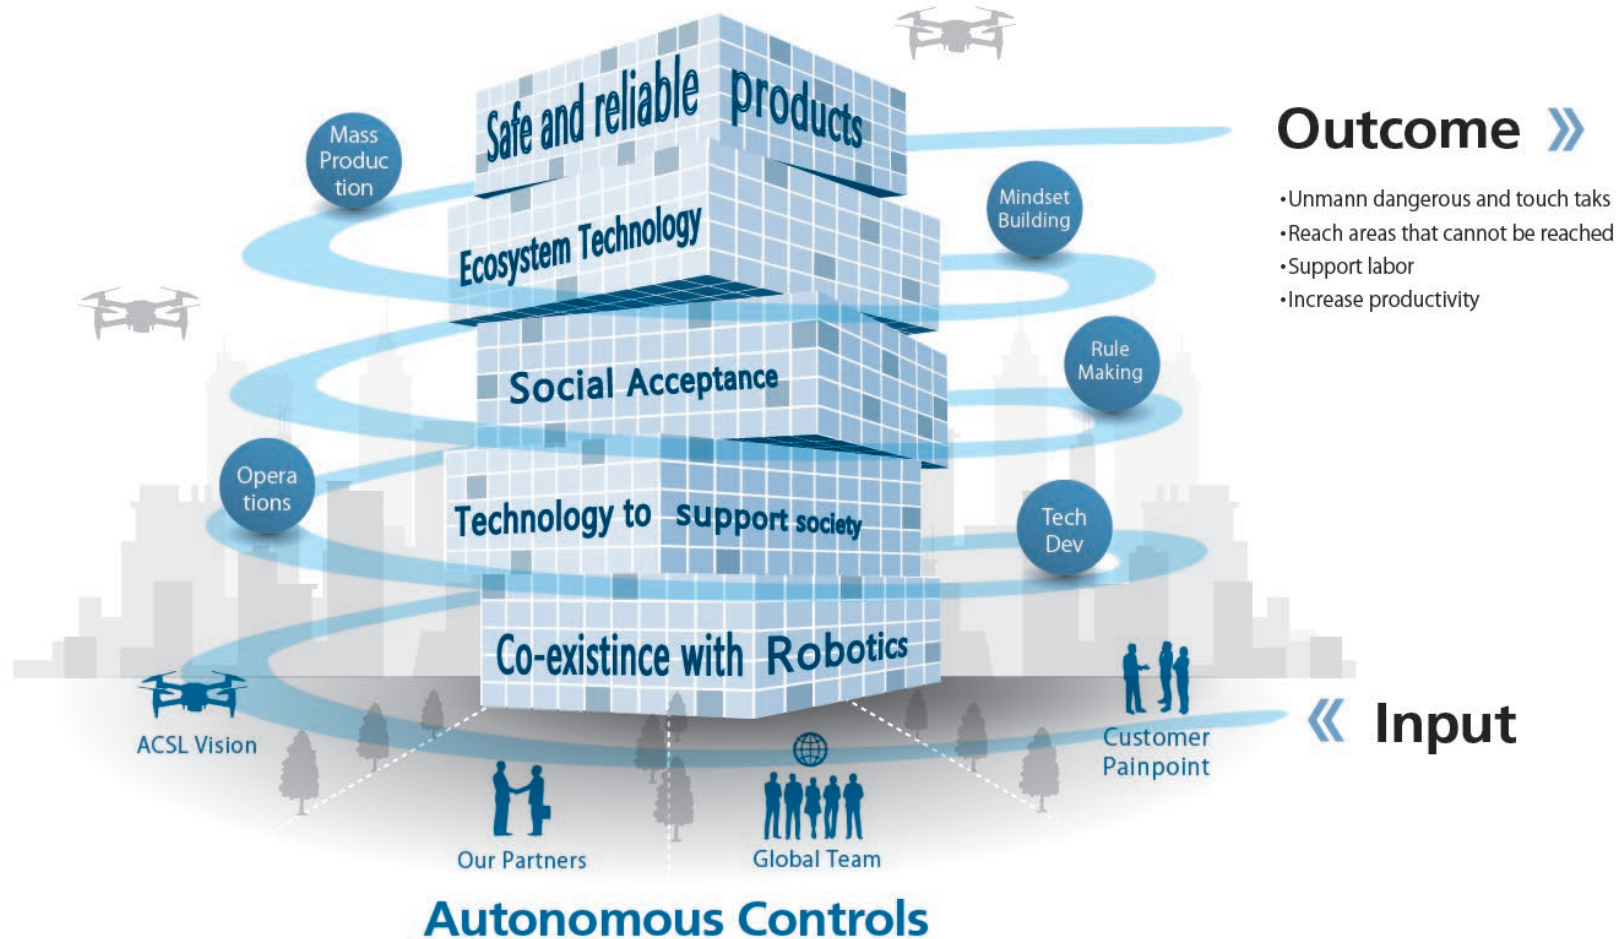 Safe and reliable products
Mass
Produc
tion
Outcome
•Unmann dangerous and touch taks
•Reach areas that cannot be reached
•Support labor
•Increase productivity
Mindset
Building
Ecosystem Technology
Rule
Making
Social Acceptance
Opera
tions
Technology to support society
Tech
Dev
Co-existince with Robotics
ACSL Vision
Customer
Painpoint
Input
Our Partners
Global Team
Autonomous Controls